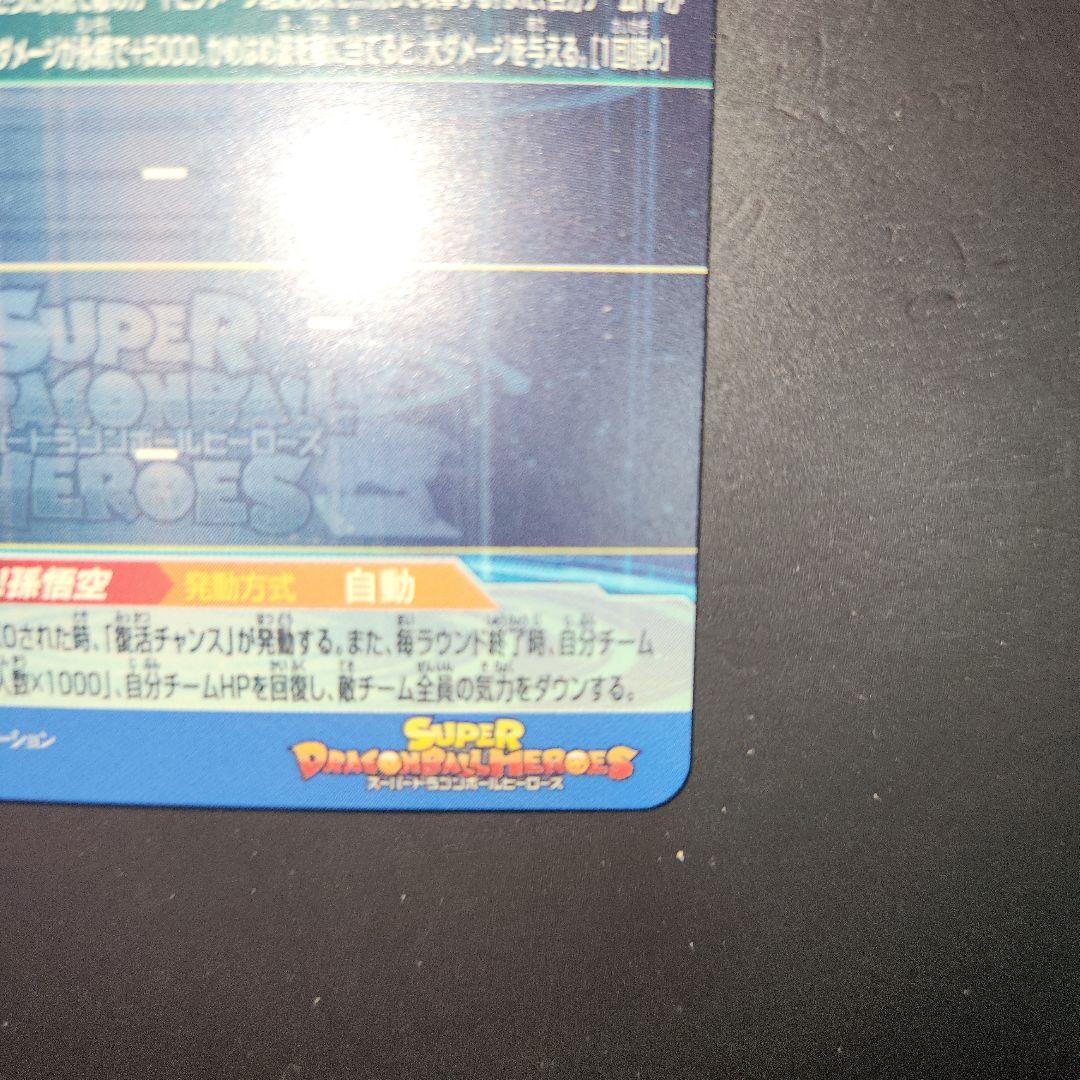 ダメージが永続で+5000。かめはめ波を敵に当てると、大ダメージを与える。[1回限り]
SUPER
DRAGONBALL
スーパードラゴンボールヒーローズ
HEROES
!孫悟空 発動方式 自動
Oされた時、「復活チャンス」が発動する。また、毎ラウンド終了時、自分チーム
人数×1000」、自分チームHPを回復し、敵チーム全員の気力をダウンする。
ーション
SUPER
DRAGONBALL HEROES
スーパードラゴンボールヒーローズ